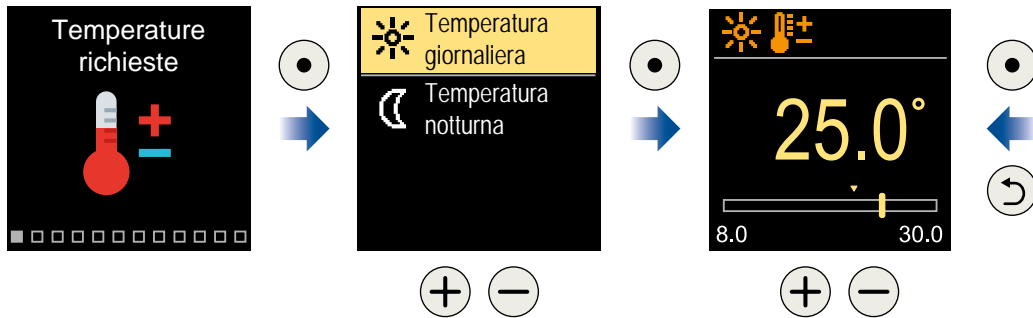 Temperature
richieste
Temperatura
giornaliera
Temperatura
notturna
25.0°
8.0 30.0